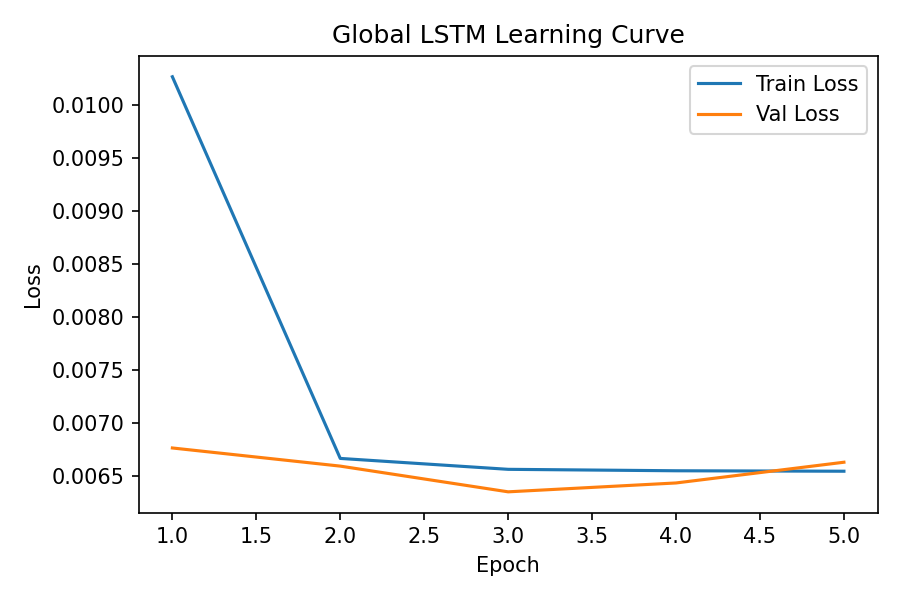 Global LSTM Learning Curve
Train Loss
Val Loss
0.0100
0.0095
0.0090
0.0085
0.0080
0.0075
0.0070
0.0065
Loss
1.0 1.5 2.0 2.5 3.0 3.5 4.0 4.5 5.0
Epoch